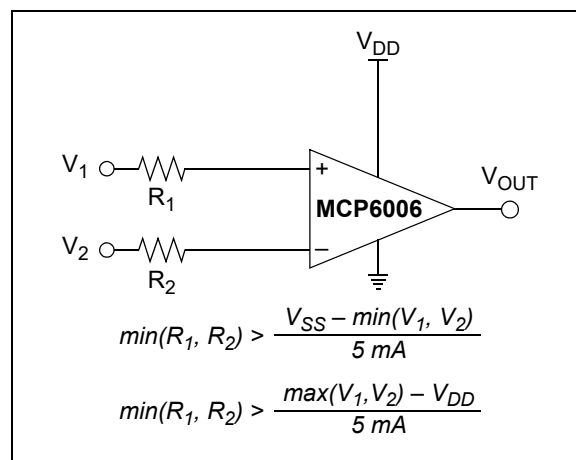 V_DD
V_1
R_1
+
MCP6006
V_OUT
V_2
R_2
–
min(R_1, R_2) > (V_SS – min(V_1, V_2)) / 5 mA
min(R_1, R_2) > (max(V_1,V_2) – V_DD) / 5 mA